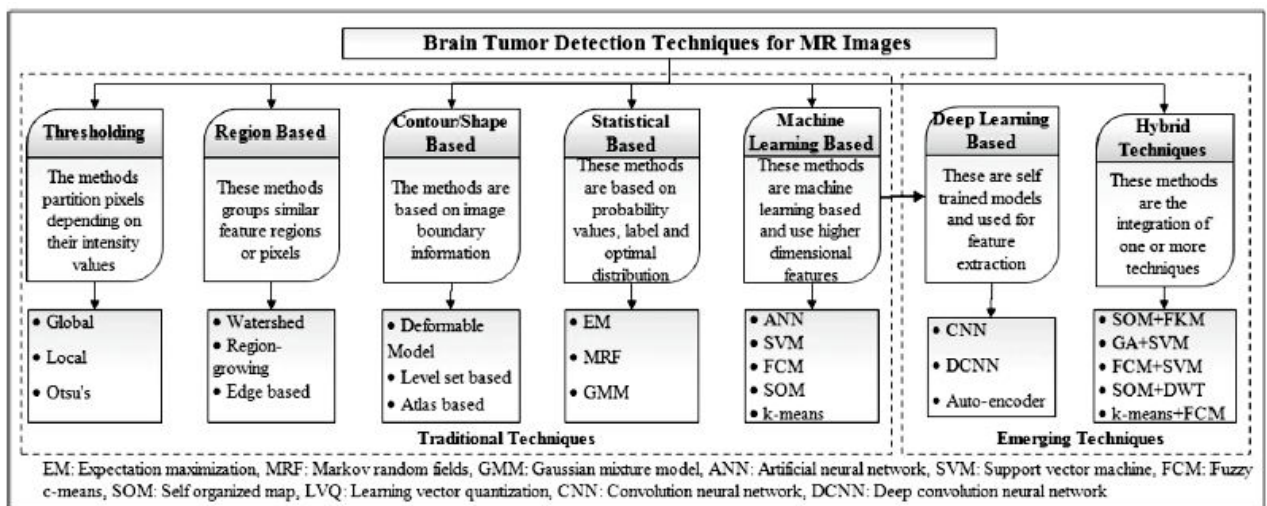 Brain Tumor Detection Techniques for MR Images
Thresholding
The methods
partition pixels
depending on
their intensity
values
• Global
• Local
• Otsu's
Region Based
These methods
groups similar
feature regions
or pixels
• Watershed
• Region-
growing
• Edge based
Contour/Shape
Based
The methods are
based on image
boundary
information
• Deformable
Model
• Level set based
• Atlas based
Statistical
Based
These methods
are based on
probability
values, label and
optimal
distribution
• EM
• MRF
• GMM
Machine
Learning Based
These methods
are machine
learning based
and use higher
dimensional
features
• ANN
• SVM
• FCM
• SOM
• k-means
Traditional Techniques
Deep Learning
Based
These are self
trained models
and used for
feature
extraction
• CNN
• DCNN
• Auto-encoder
Hybrid
Techniques
These methods
are the
integration of
one or more
techniques
• SOM+FKM
• GA+SVM
• FCM+SVM
• SOM+DWT
• k-means+FCM
Emerging Techniques
EM: Expectation maximization, MRF: Markov random fields, GMM: Gaussian mixture model, ANN: Artificial neural network, SVM: Support vector machine, FCM: Fuzzy
c-means, SOM: Self organized map, LVQ: Learning vector quantization, CNN: Convolution neural network, DCNN: Deep convolution neural network